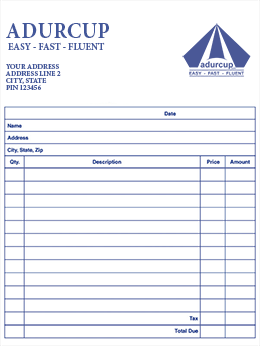 ADURCUP
EASY - FAST - FLUENT
adurcup
EASY - FAST - FLUENT
YOUR ADDRESS
ADDRESS LINE 2
CITY, STATE
PIN 123456
Date
Name
Address
City, State, Zip
Qty. Description Price Amount
Tax
Total Due